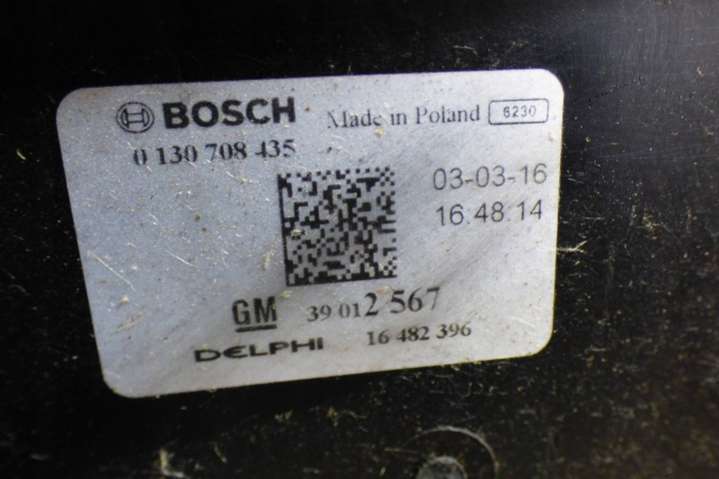 BOSCH Made in Poland 6230
0 130 708 435
03-03-16
16.48.14
GM 39 012 567
DELPHI 16 482 396